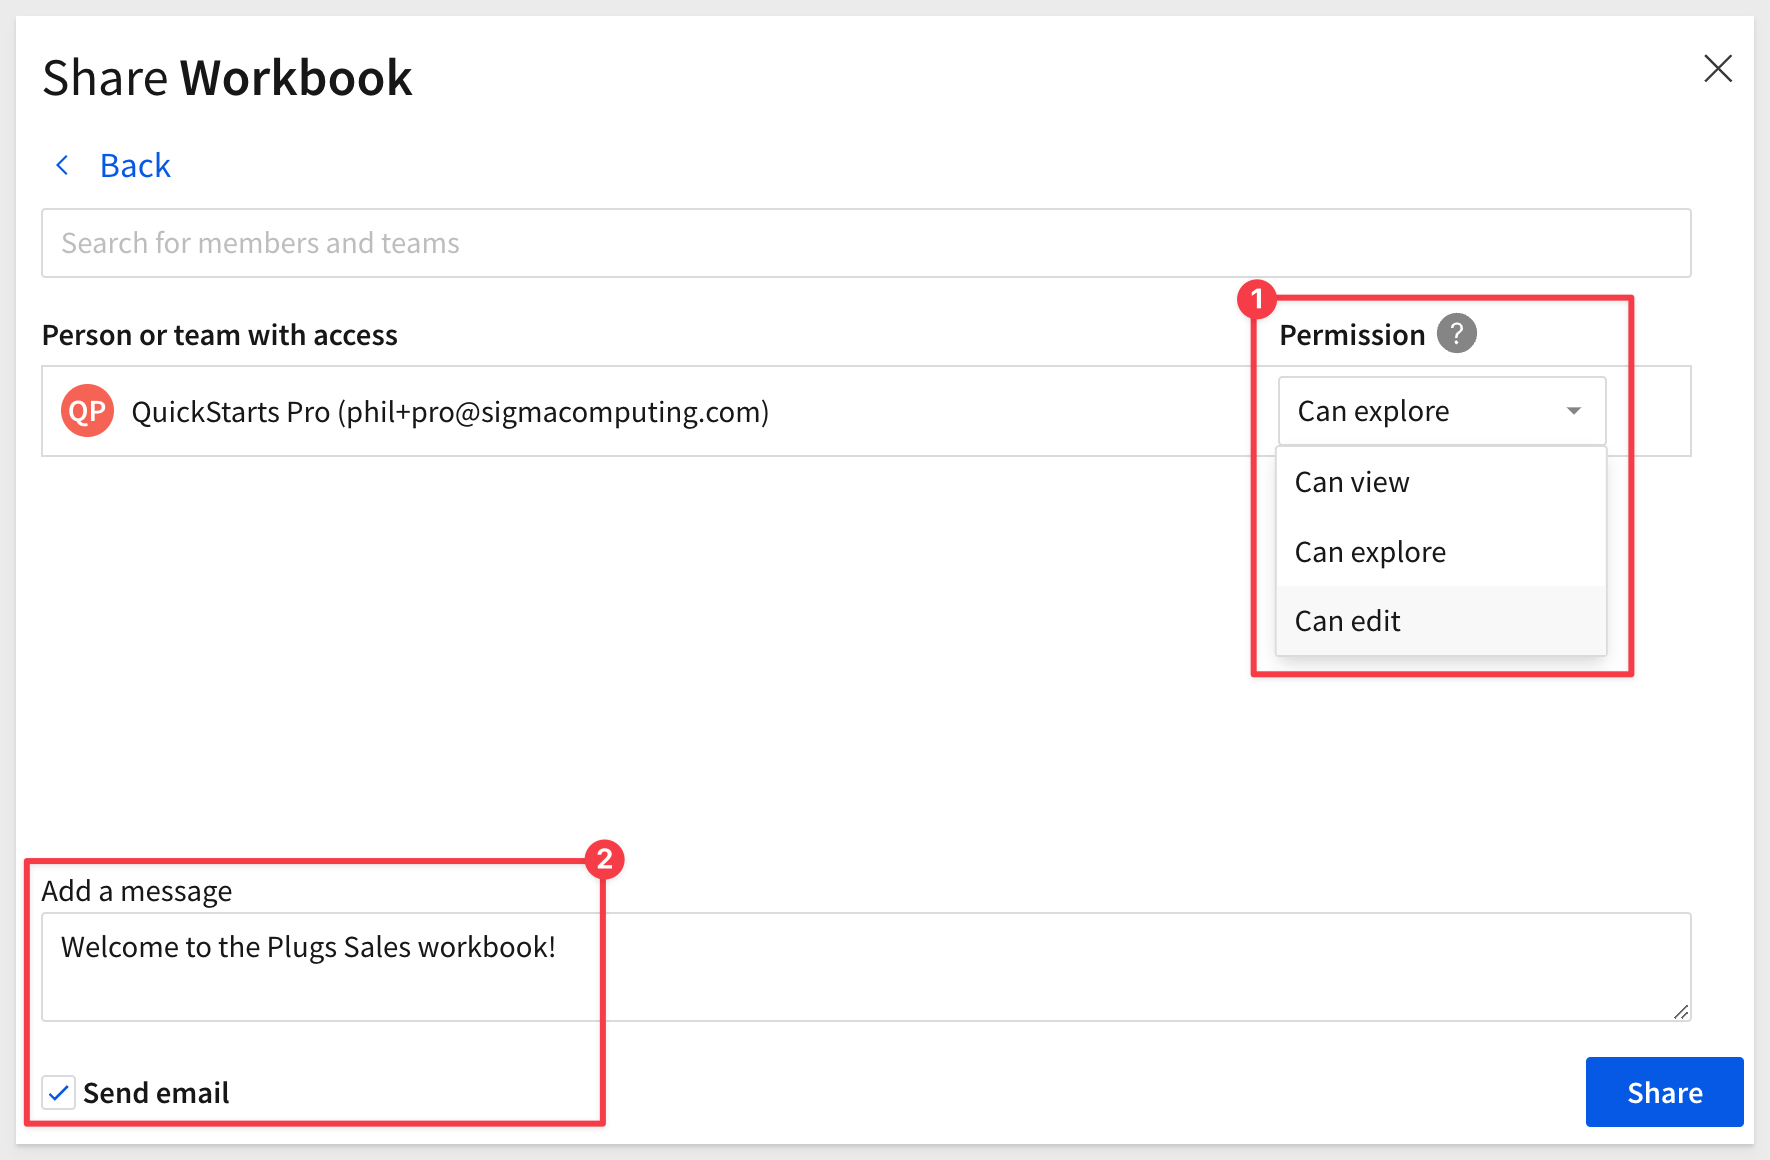 Share Workbook
Back
Search for members and teams
1
Person or team with access
Permission ?
QP QuickStarts Pro (phil+pro@sigmacomputing.com)
Can explore
Can view
Can explore
Can edit
2
Add a message
Welcome to the Plugs Sales workbook!
Send email
Share